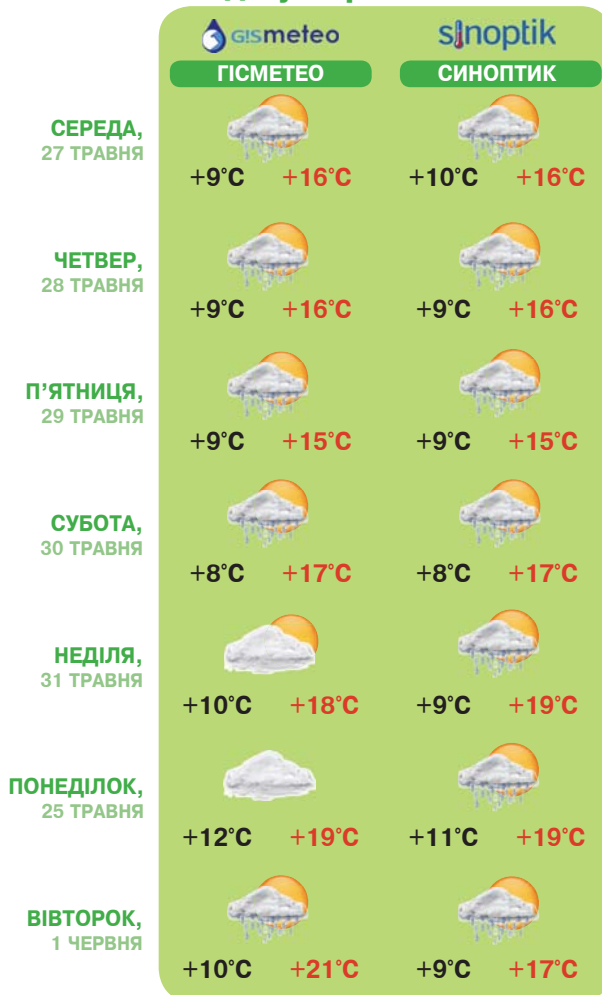 GISmeteo sinoptik
ГІСМЕТЕО СИНОПТИК
СЕРЕДА,
27 ТРАВНЯ
+9°C +16°C +10°C +16°C
ЧЕТВЕР,
28 ТРАВНЯ
+9°C +16°C +9°C +16°C
П’ЯТНИЦЯ,
29 ТРАВНЯ
+9°C +15°C +9°C +15°C
СУБОТА,
30 ТРАВНЯ
+8°C +17°C +8°C +17°C
НЕДІЛЯ,
31 ТРАВНЯ
+10°C +18°C +9°C +19°C
ПОНЕДІЛОК,
25 ТРАВНЯ
+12°C +19°C +11°C +19°C
ВІВТОРОК,
1 ЧЕРВНЯ
+10°C +21°C +9°C +17°C